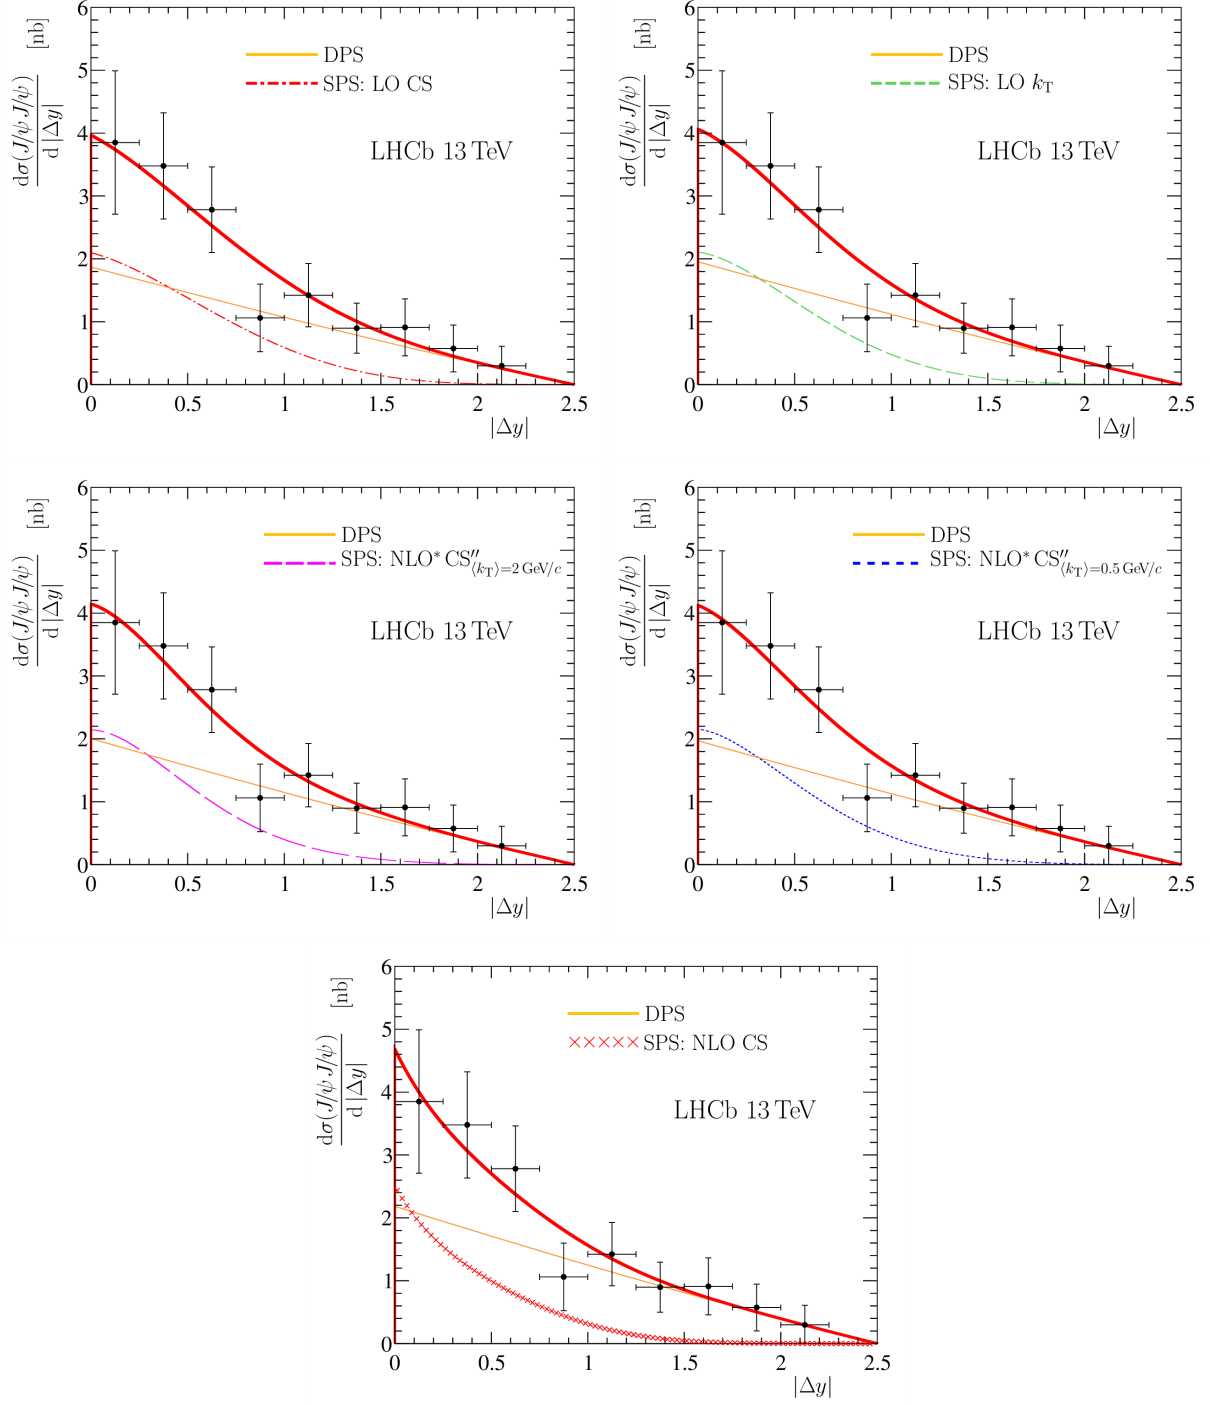 6
5
4
3
2
1
0
0 0.5 1 1.5 2 2.5
dσ(J/ψ J/ψ)
d |Δy|
[nb]
DPS
SPS: LO CS
LHCb 13 TeV
|Δy|
6
5
4
3
2
1
0
0 0.5 1 1.5 2 2.5
dσ(J/ψ J/ψ)
d |Δy|
[nb]
DPS
SPS: LO k_T
LHCb 13 TeV
|Δy|
6
5
4
3
2
1
0
0 0.5 1 1.5 2 2.5
dσ(J/ψ J/ψ)
d |Δy|
[nb]
DPS
SPS: NLO* CS″⟨k_T⟩=2 GeV/c
LHCb 13 TeV
|Δy|
6
5
4
3
2
1
0
0 0.5 1 1.5 2 2.5
dσ(J/ψ J/ψ)
d |Δy|
[nb]
DPS
SPS: NLO* CS″⟨k_T⟩=0.5 GeV/c
LHCb 13 TeV
|Δy|
6
5
4
3
2
1
0
0 0.5 1 1.5 2 2.5
dσ(J/ψ J/ψ)
d |Δy|
[nb]
DPS
SPS: NLO CS
LHCb 13 TeV
|Δy|